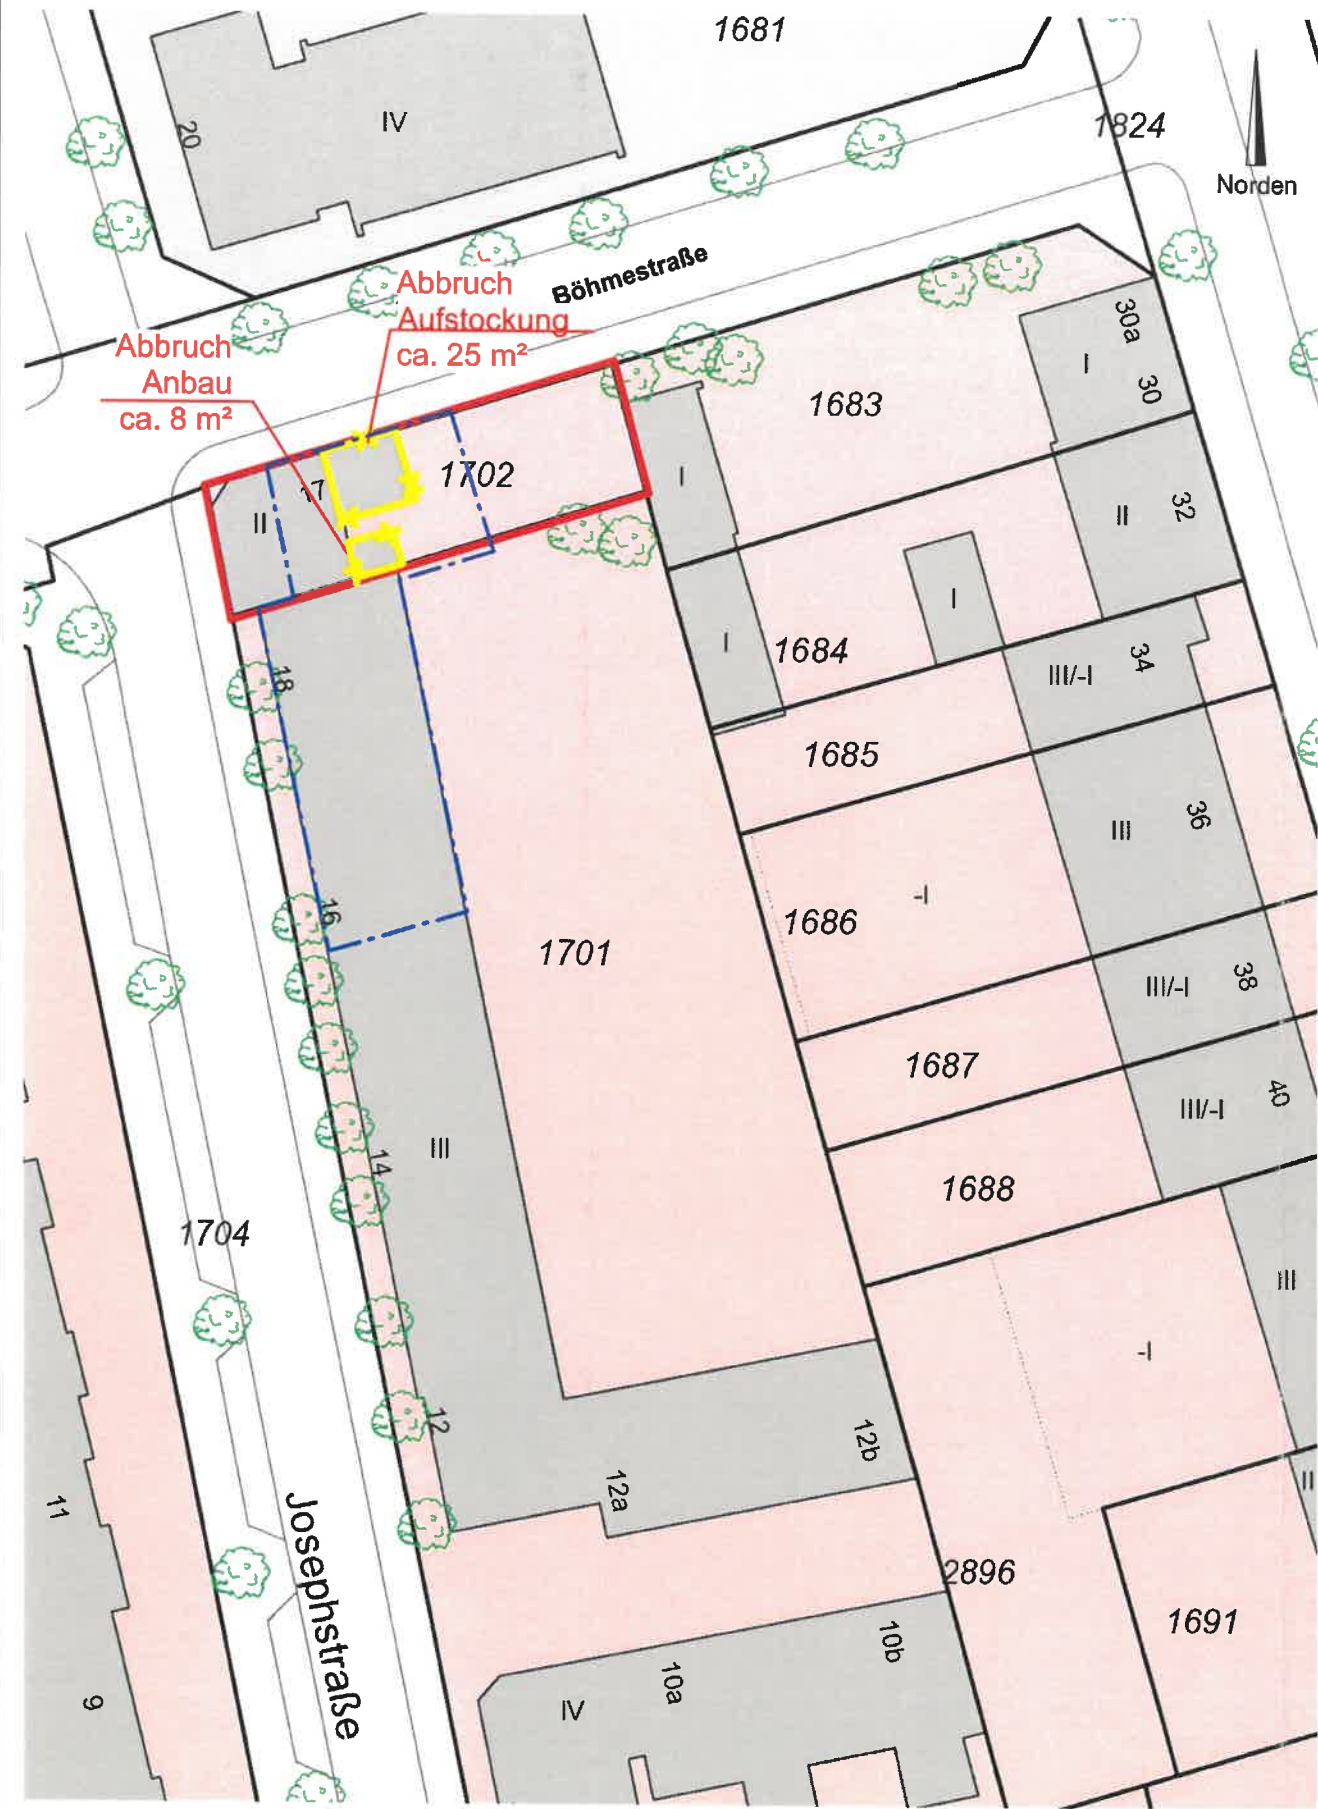 1681
IV
20
1824
Norden
Böhmestraße
Abbruch
Aufstockung
ca. 25 m²
Abbruch
Anbau
ca. 8 m²
30a
I
30
1683
1702
17
II
I
II
32
I
I
1684
III/-I
34
18
1685
III
36
16
1686
-I
1701
III/-I
38
1687
III/-I
40
III
14
1688
1704
III
-I
12
12b
12a
II
11
Josephstraße
2896
1691
10b
10a
IV
9